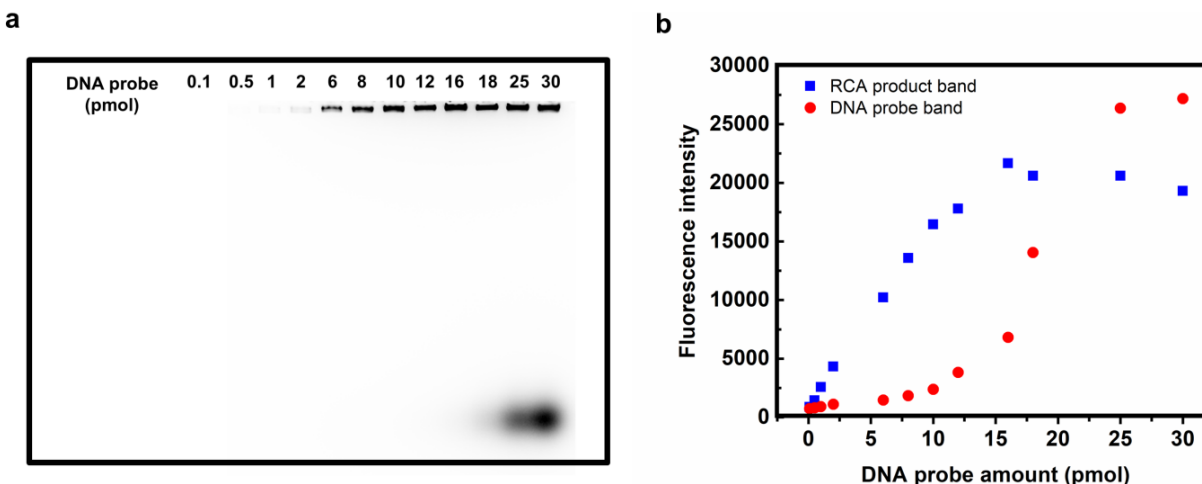 a
DNA probe 0.1 0.5 1 2 6 8 10 12 16 18 25 30
(pmol)
b
30000
25000
20000
15000
10000
5000
0
RCA product band
DNA probe band
Fluorescence intensity
0 5 10 15 20 25 30
DNA probe amount (pmol)